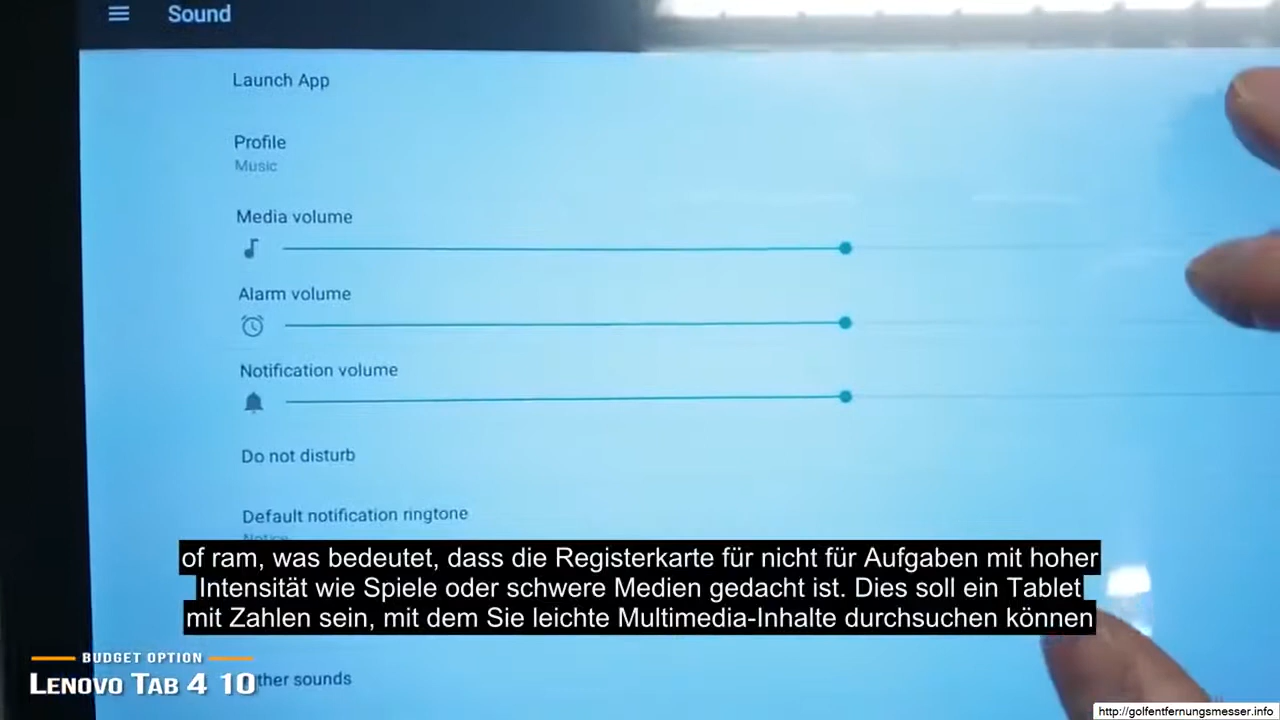 Sound
Launch App
Profile
Music
Media volume
Alarm volume
Notification volume
Do not disturb
Default notification ringtone
of ram, was bedeutet, dass die Registerkarte für nicht für Aufgaben mit hoher
Intensität wie Spiele oder schwere Medien gedacht ist. Dies soll ein Tablet
mit Zahlen sein, mit dem Sie leichte Multimedia-Inhalte durchsuchen können
BUDGET OPTION
LENOVO TAB 4 10
sounds
http://golfentfernungsmesser.info